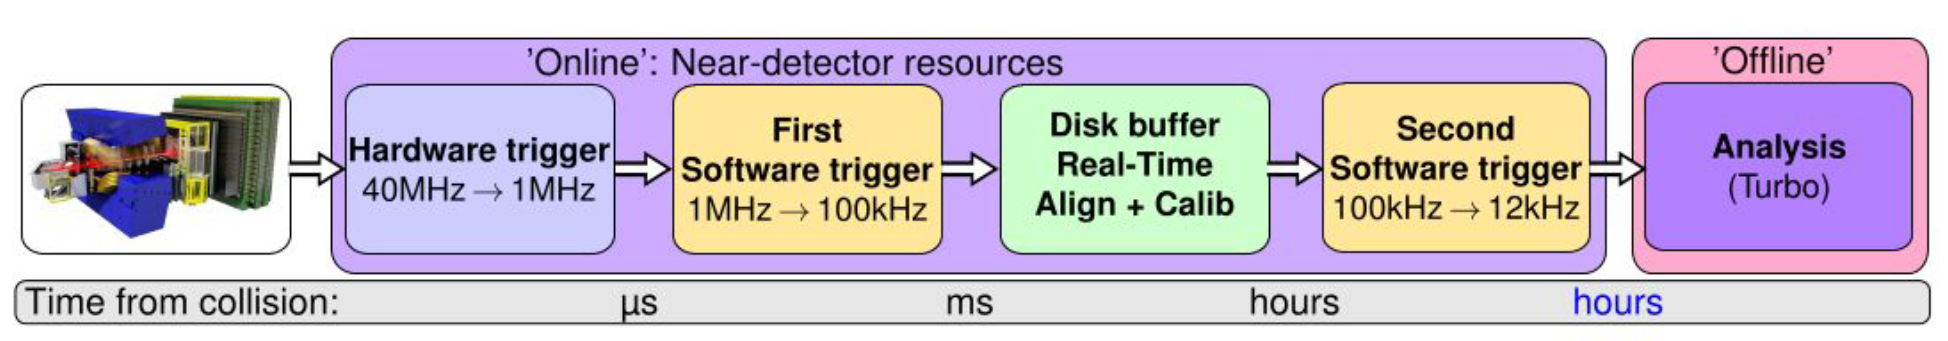 'Online': Near-detector resources
'Offline'
Hardware trigger
40MHz → 1MHz
First
Software trigger
1MHz → 100kHz
Disk buffer
Real-Time
Align + Calib
Second
Software trigger
100kHz → 12kHz
Analysis
(Turbo)
Time from collision: µs ms hours hours